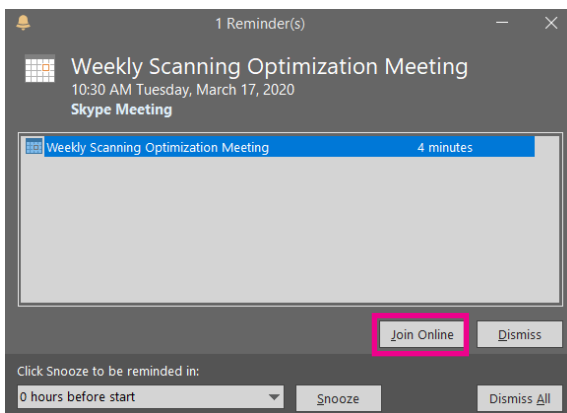 1 Reminder(s)
Weekly Scanning Optimization Meeting
10:30 AM Tuesday, March 17, 2020
Skype Meeting
Weekly Scanning Optimization Meeting 4 minutes
Join Online Dismiss
Click Snooze to be reminded in:
0 hours before start Snooze Dismiss All